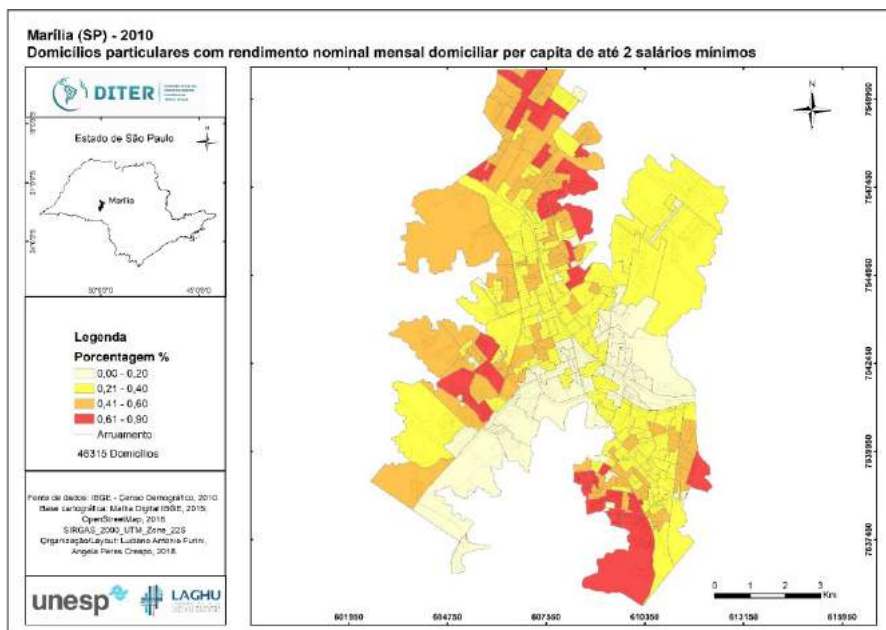 Marília (SP) - 2010
Domicílios particulares com rendimento nominal mensal domiciliar per capita de até 2 salários mínimos
DITER
Estado de São Paulo
N
Marília
Legenda
Porcentagem %
0,00 - 0,20
0,21 - 0,40
0,41 - 0,60
0,61 - 0,90
Arruamento
46315 Domicílios
Fonte de dados: IBGE - Censo Demográfico, 2010.
Base cartográfica: Malha Digital IBGE, 2015;
OpenStreetMap, 2018
SIRGAS_2000_UTM_Zone_22S
Organização/Layout: Luciano Antonio Furini,
Angela Peres Crespo, 2018.
unesp
LAGHU
N
7547450
7544950
7539950
7537450
0 1 2 3
Km
601950 604750 607550 610350 613150 615950